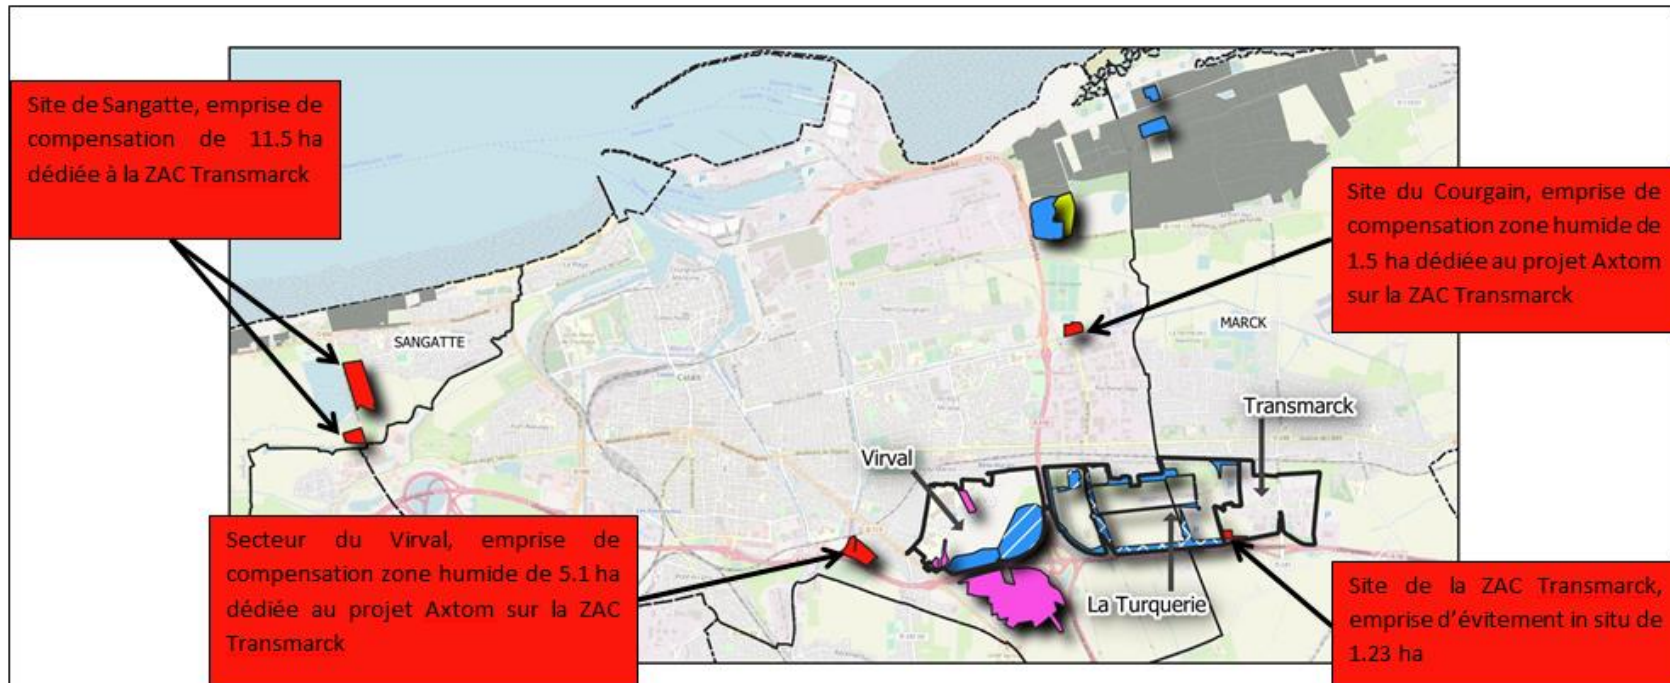 Site de Sangatte, emprise de
compensation de 11.5 ha
dédiée à la ZAC Transmarck
Site du Courgain, emprise de
compensation zone humide de
1.5 ha dédiée au projet Axtom
sur la ZAC Transmarck
SANGATTE
MARCK
Calais
Transmarck
Virval
La Turquerie
Secteur du Virval, emprise de
compensation zone humide de 5.1 ha
dédiée au projet Axtom sur la ZAC
Transmarck
Site de la ZAC Transmarck,
emprise d’évitement in situ de
1.23 ha